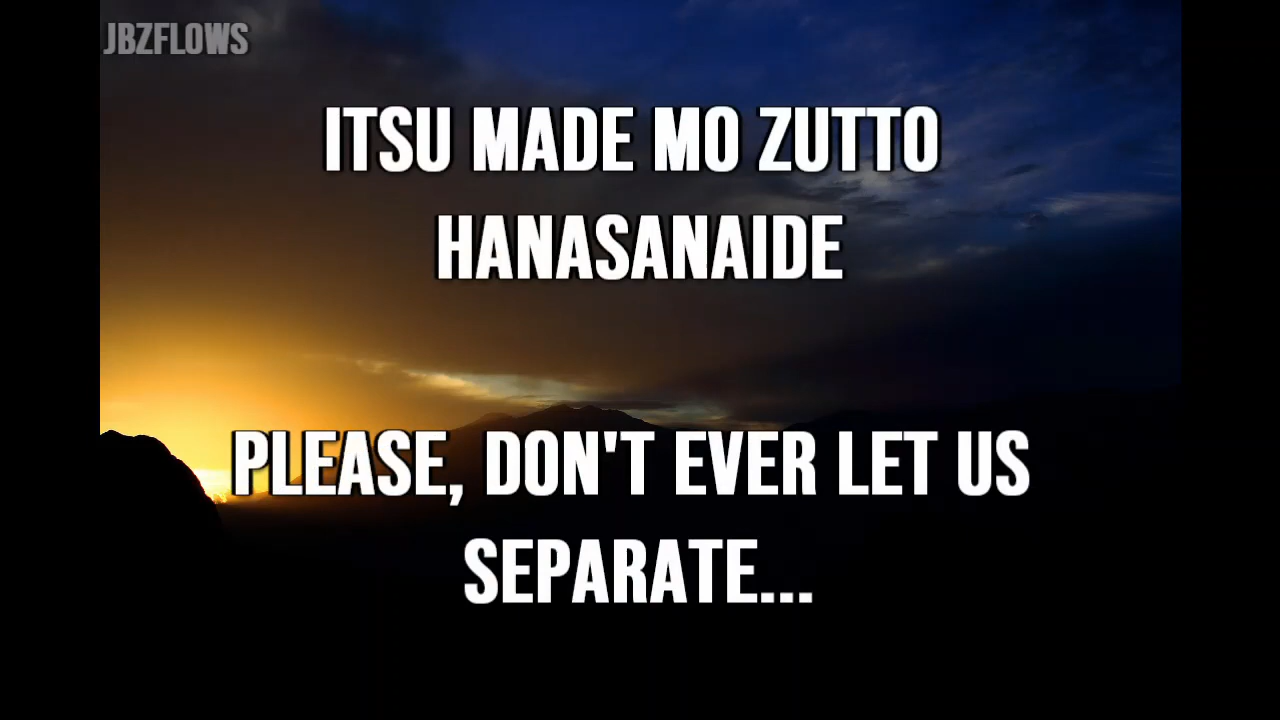 JBZFLOWS
ITSU MADE MO ZUTTO
HANASANAIDE
PLEASE, DON'T EVER LET US
SEPARATE...